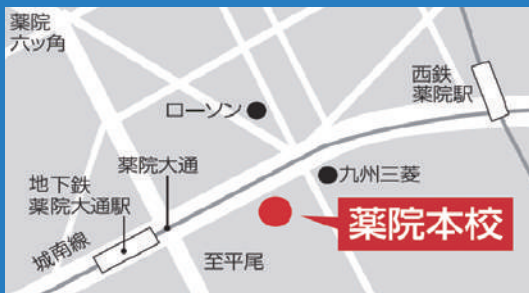 薬院
六ッ角
西鉄
薬院駅
ローソン
薬院大通
九州三菱
地下鉄
薬院大通駅
薬院本校
城南線
至平尾